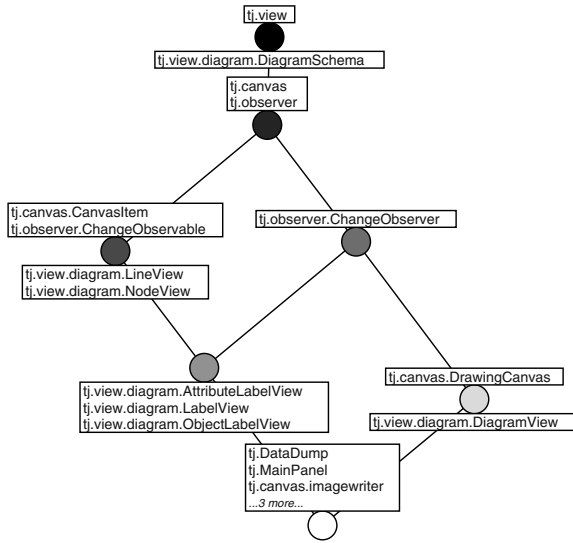 tj.view
tj.view.diagram.DiagramSchema
tj.canvas
tj.observer
tj.canvas.CanvasItem
tj.observer.ChangeObservable
tj.observer.ChangeObserver
tj.view.diagram.LineView
tj.view.diagram.NodeView
tj.canvas.DrawingCanvas
tj.view.diagram.AttributeLabelView
tj.view.diagram.LabelView
tj.view.diagram.ObjectLabelView
tj.view.diagram.DiagramView
tj.DataDump
tj.MainPanel
tj.canvas.imagewriter
...3 more...